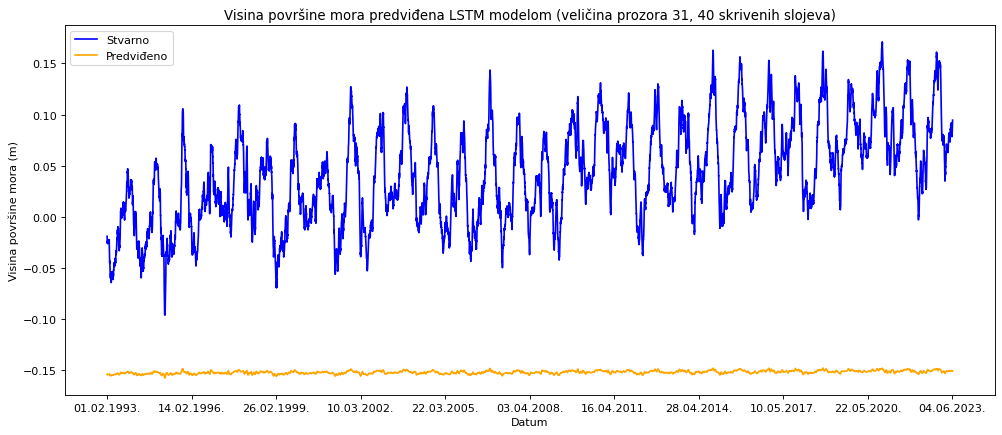 Visina površine mora predviđena LSTM modelom (veličina prozora 31, 40 skrivenih slojeva)
Stvarno
Predviđeno
Visina površine mora (m)
0.15
0.10
0.05
0.00
−0.05
−0.10
−0.15
01.02.1993. 14.02.1996. 26.02.1999. 10.03.2002. 22.03.2005. 03.04.2008. 16.04.2011. 28.04.2014. 10.05.2017. 22.05.2020. 04.06.2023.
Datum